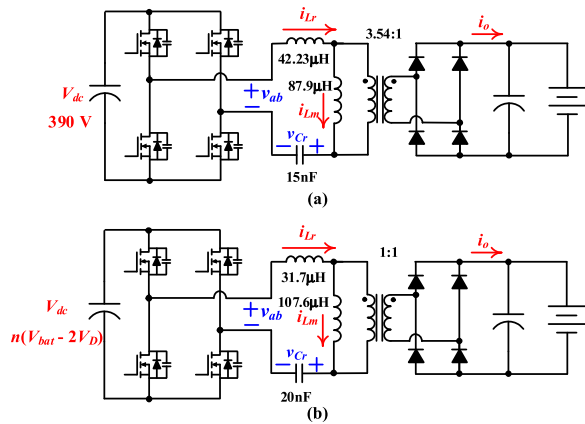 i_Lr
3.54:1
i_o
42.23µH
87.9µH
V_dc
390 V
+
−
v_ab
i_Lm
− v_Cr +
15nF
(a)
i_Lr
1:1
i_o
31.7µH
107.6µH
V_dc
n(V_bat - 2V_D)
+
−
v_ab
i_Lm
− v_Cr +
20nF
(b)